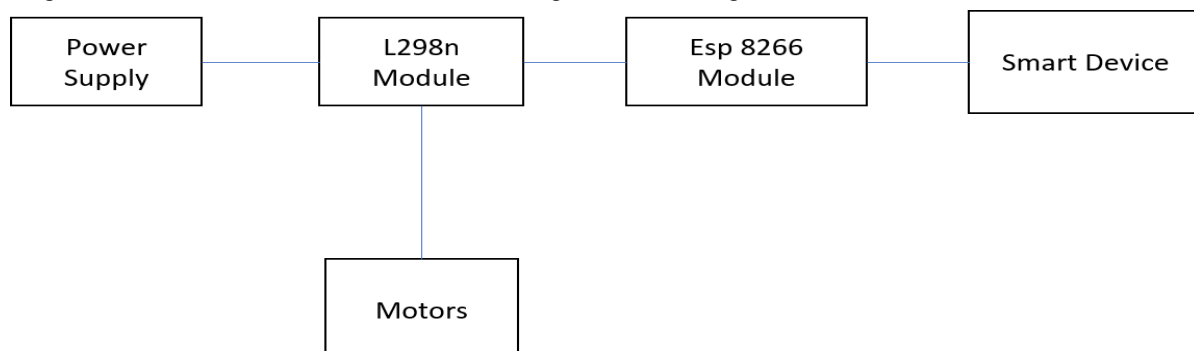 Power
Supply
L298n
Module
Esp 8266
Module
Smart Device
Motors